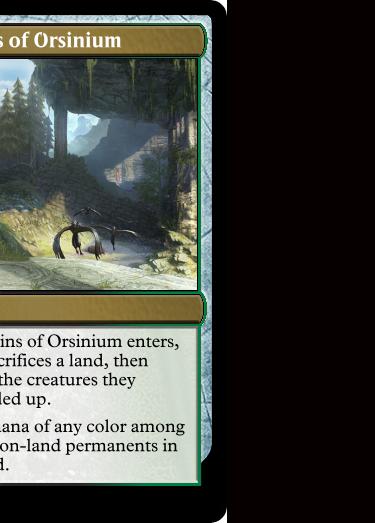 s of Orsinium
ins of Orsinium enters,
crifices a land, then
the creatures they
led up.
nana of any color among
on-land permanents in
d.